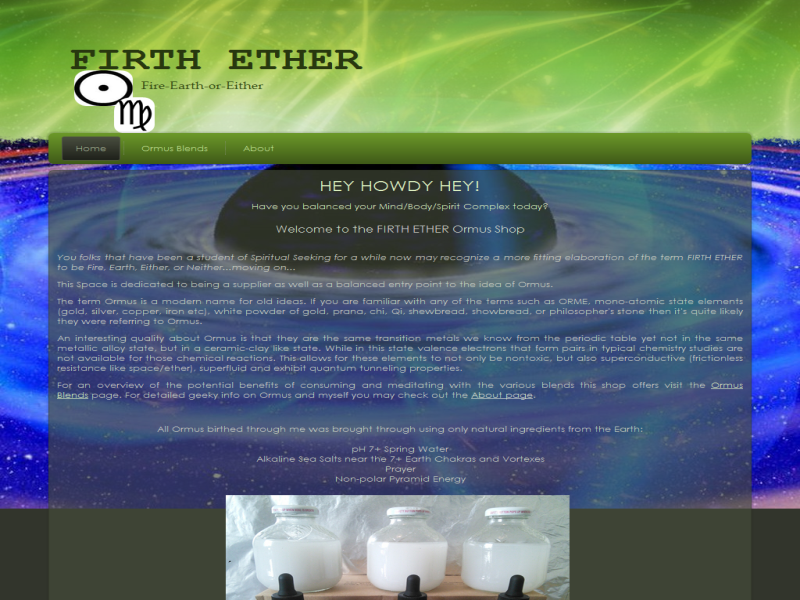 FIRTH ETHER
Fire-Earth-or-Either
Home
Ormus Blends
About
HEY HOWDY HEY!
Have you balanced your Mind/Body/Spirit Complex today?
Welcome to the FIRTH ETHER Ormus Shop
You folks that have been a student of Spiritual Seeking for a while now may recognize a more fitting elaboration of the term FIRTH ETHER
to be Fire, Earth, Either, or Neither...moving on...
This Space is dedicated to being a supplier as well as a balanced entry point to the idea of Ormus.
The term Ormus is a modern name for old ideas. If you are familiar with any of the terms such as ORME, mono-atomic state elements
(gold, silver, copper, iron etc), white powder of gold, prana, chi, Qi, shewbread, showbread, or philosopher's stone then it's quite likely
they were referring to Ormus.
An interesting quality about Ormus is that they are the same transition metals we know from the periodic table yet not in the same
metallic alloy state, but in a ceramic-clay like state. While in this state valence electrons that form pairs in typical chemistry studies are
not available for those chemical reactions. This allows for these elements to not only be nontoxic, but also superconductive (frictionless
resistance like space/ether), superfluid and exhibit quantum tunneling properties.
For an overview of the potential benefits of consuming and meditating with the various blends this shop offers visit the Ormus
Blends page. For detailed geeky info on Ormus and myself you may check out the About page.
All Ormus birthed through me was brought through using only natural ingredients from the Earth:
pH 7+ Spring Water
Alkaline Sea Salts near the 7+ Earth Chakras and Vortexes
Prayer
Non-polar Pyramid Energy